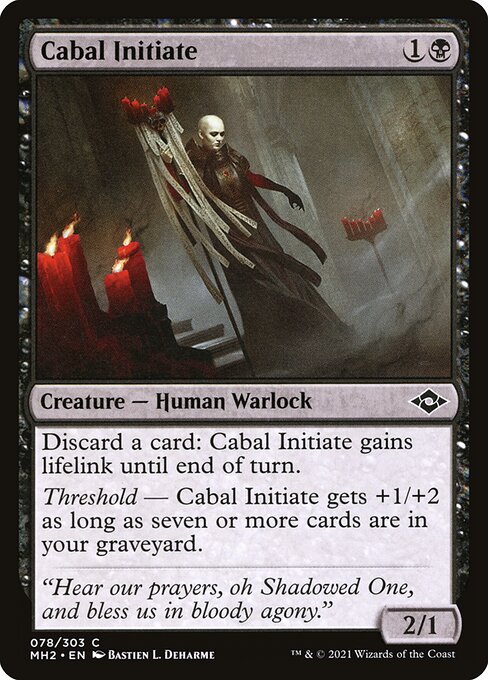 Cabal Initiate 1
Creature — Human Warlock
Discard a card: Cabal Initiate gains
lifelink until end of turn.
Threshold — Cabal Initiate gets +1/+2
as long as seven or more cards are in
your graveyard.
“Hear our prayers, oh Shadowed One,
and bless us in bloody agony.”
2/1
078/303 C
MH2 • EN Bastien L. Deharme
™ & © 2021 Wizards of the Coast